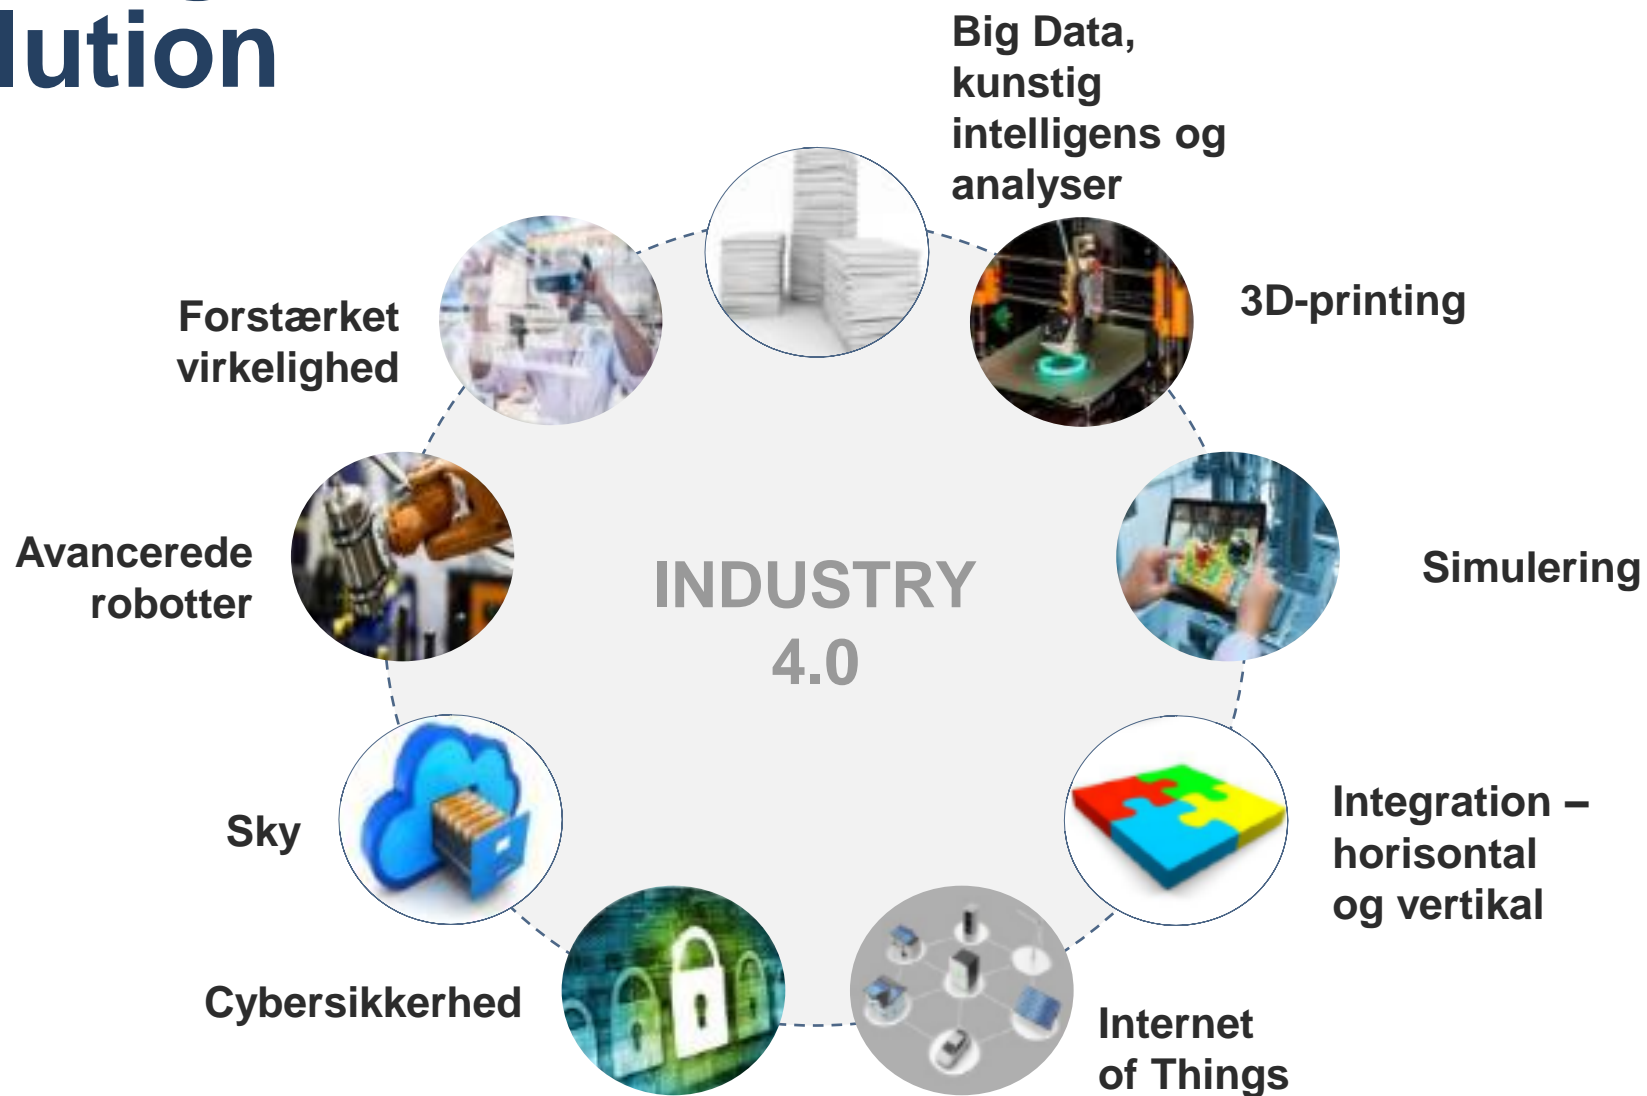 lution
Big Data,
kunstig
intelligens og
analyser
3D-printing
Forstærket
virkelighed
Avancerede
robotter
INDUSTRY
4.0
Simulering
Sky
Integration –
horisontal
og vertikal
Cybersikkerhed
Internet
of Things